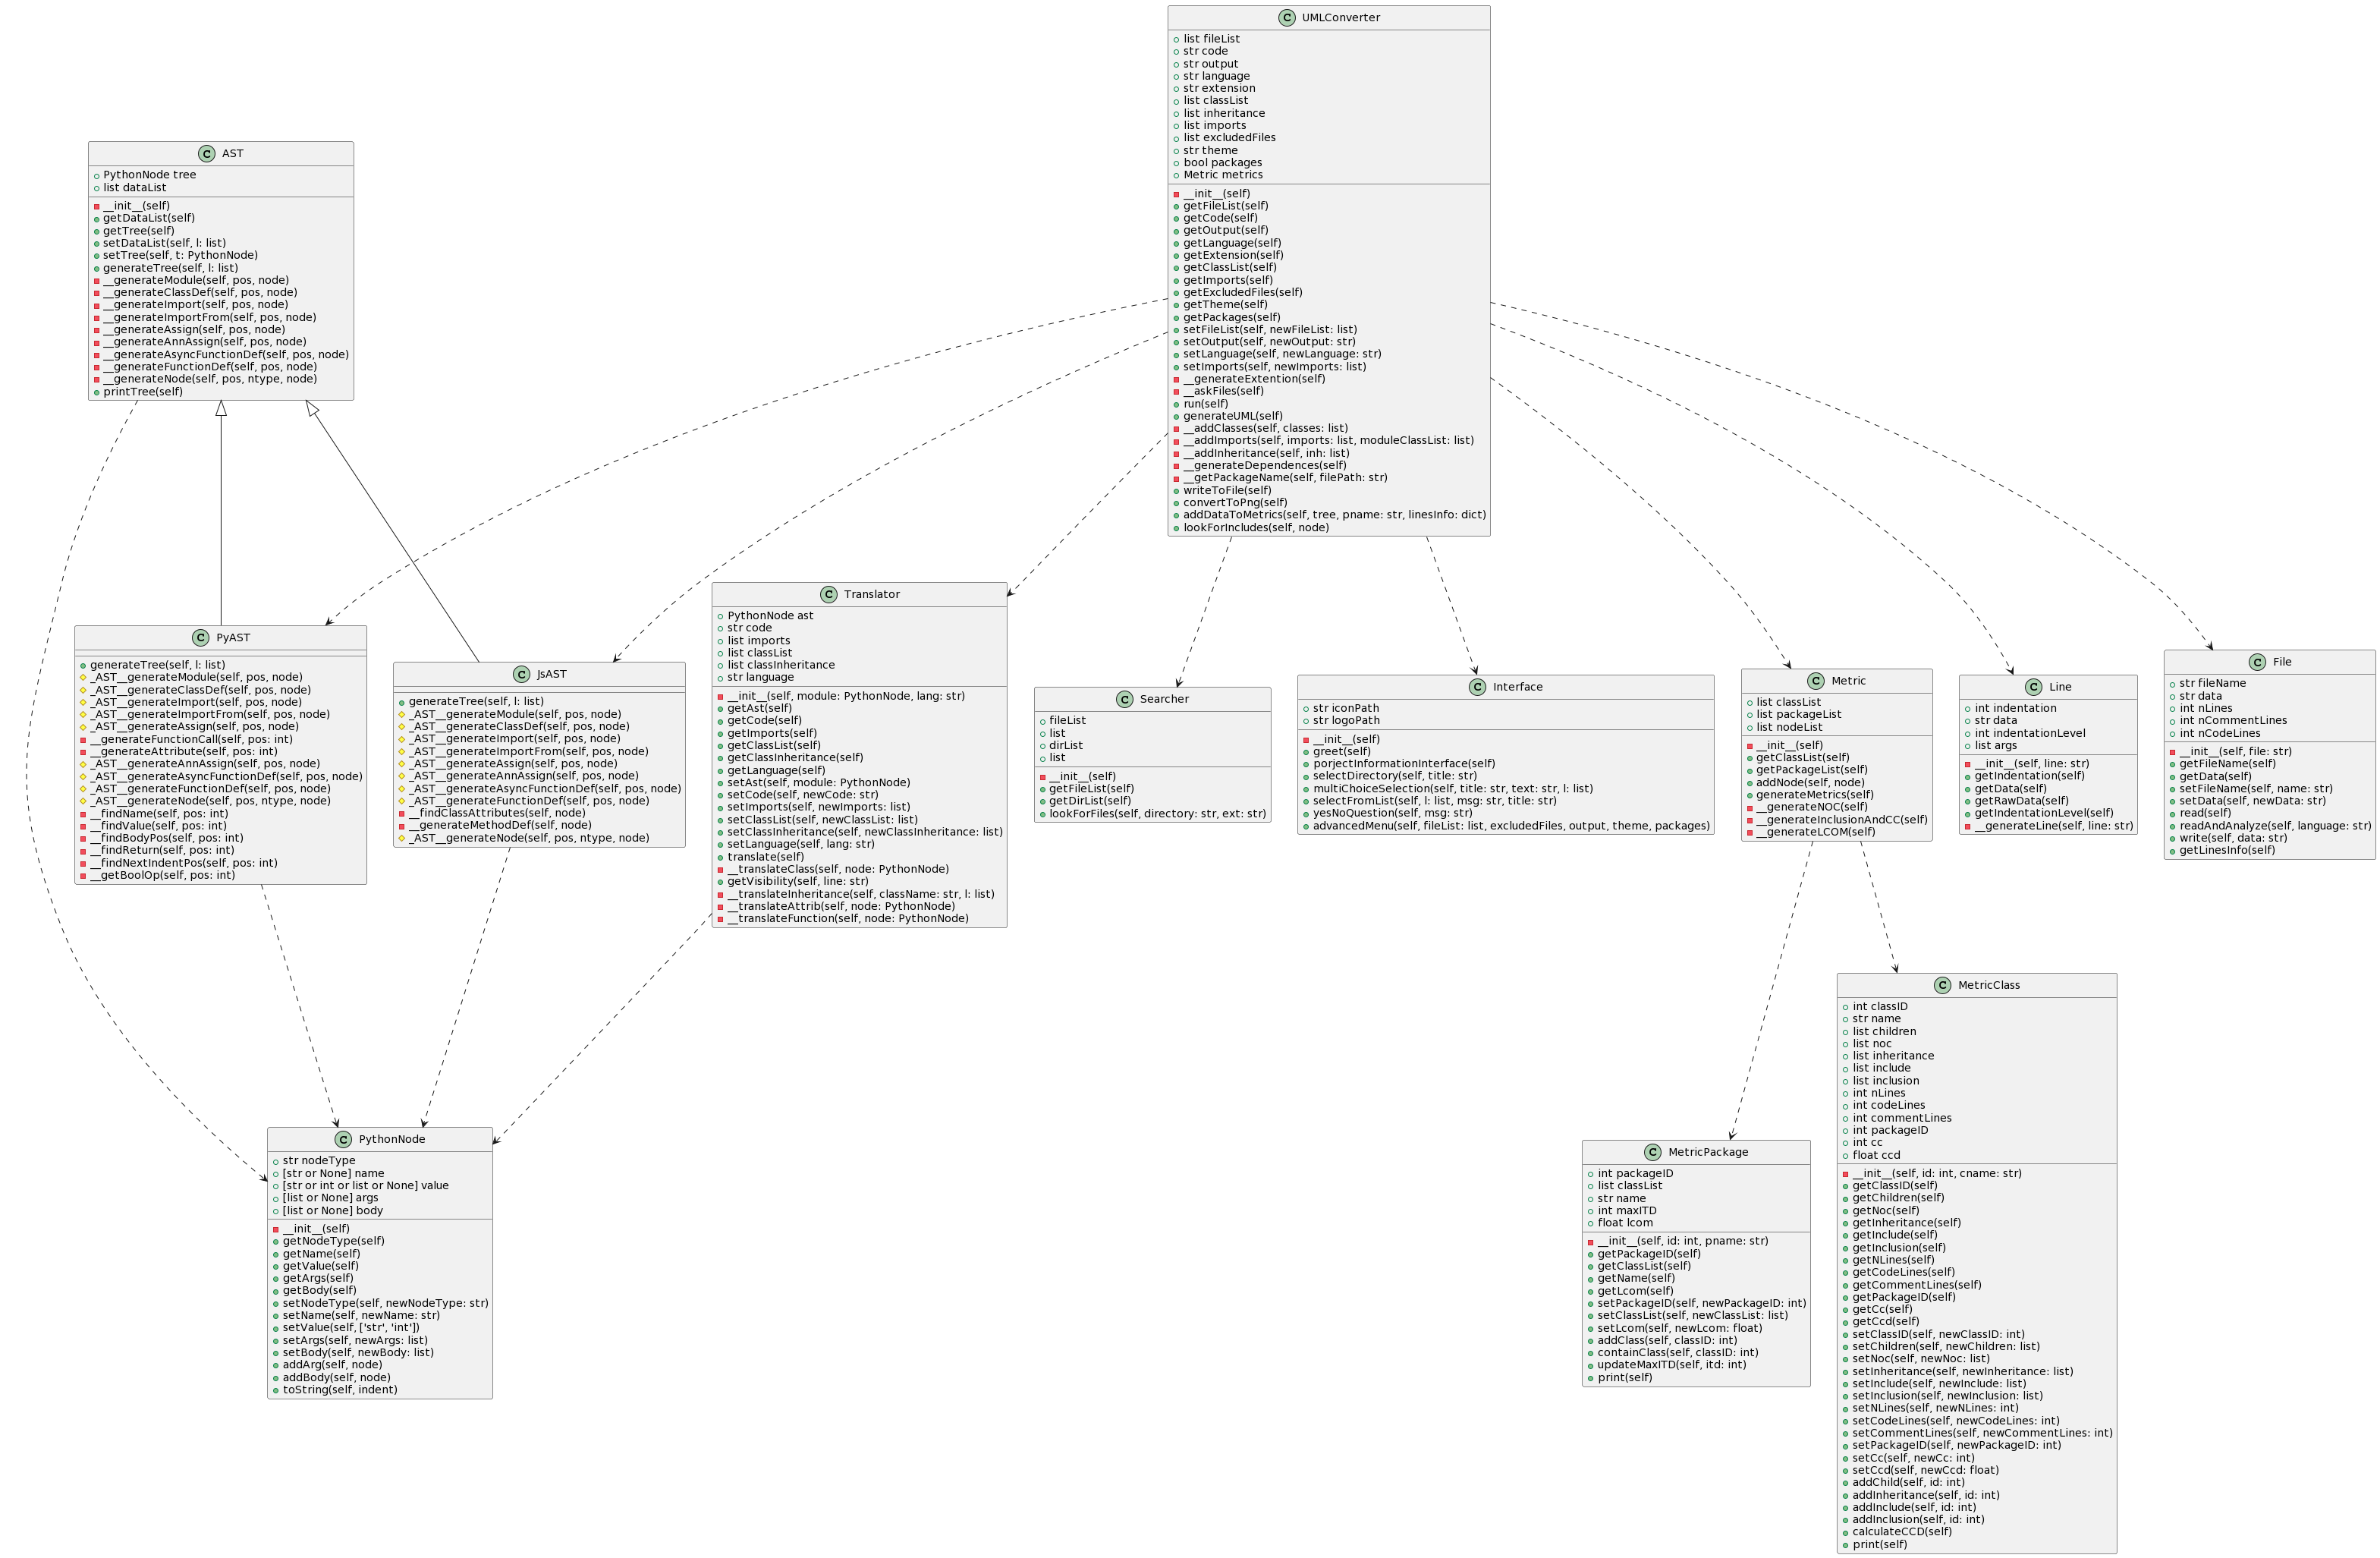 C UMLConverter
list fileList
str code
str output
str language
str extension
list classList
list inheritance
list imports
list excludedFiles
str theme
bool packages
Metric metrics
__init__(self)
getFileList(self)
getCode(self)
getOutput(self)
getLanguage(self)
getExtension(self)
getClassList(self)
getImports(self)
getExcludedFiles(self)
getTheme(self)
getPackages(self)
setFileList(self, newFileList: list)
setOutput(self, newOutput: str)
setLanguage(self, newLanguage: str)
setImports(self, newImports: list)
__generateExtention(self)
__askFiles(self)
run(self)
generateUML(self)
__addClasses(self, classes: list)
__addImports(self, imports: list, moduleClassList: list)
__addInheritance(self, inh: list)
__generateDependences(self)
__getPackageName(self, filePath: str)
writeToFile(self)
convertToPng(self)
addDataToMetrics(self, tree, pname: str, linesInfo: dict)
lookForIncludes(self, node)
C AST
PythonNode tree
list dataList
__init__(self)
getDataList(self)
getTree(self)
setDataList(self, l: list)
setTree(self, t: PythonNode)
generateTree(self, l: list)
__generateModule(self, pos, node)
__generateClassDef(self, pos, node)
__generateImport(self, pos, node)
__generateImportFrom(self, pos, node)
__generateAssign(self, pos, node)
__generateAnnAssign(self, pos, node)
__generateAsyncFunctionDef(self, pos, node)
__generateFunctionDef(self, pos, node)
__generateNode(self, pos, ntype, node)
printTree(self)
C PyAST
generateTree(self, l: list)
_AST__generateModule(self, pos, node)
_AST__generateClassDef(self, pos, node)
_AST__generateImport(self, pos, node)
_AST__generateImportFrom(self, pos, node)
_AST__generateAssign(self, pos, node)
__generateFunctionCall(self, pos: int)
__generateAttribute(self, pos: int)
_AST__generateAnnAssign(self, pos, node)
_AST__generateAsyncFunctionDef(self, pos, node)
_AST__generateFunctionDef(self, pos, node)
_AST__generateNode(self, pos, ntype, node)
__findName(self, pos: int)
__findValue(self, pos: int)
__findBodyPos(self, pos: int)
__findReturn(self, pos: int)
__findNextIndentPos(self, pos: int)
__getBoolOp(self, pos: int)
C JsAST
generateTree(self, l: list)
_AST__generateModule(self, pos, node)
_AST__generateClassDef(self, pos, node)
_AST__generateImport(self, pos, node)
_AST__generateImportFrom(self, pos, node)
_AST__generateAssign(self, pos, node)
_AST__generateAnnAssign(self, pos, node)
_AST__generateAsyncFunctionDef(self, pos, node)
_AST__generateFunctionDef(self, pos, node)
__findClassAttributes(self, node)
__generateMethodDef(self, node)
_AST__generateNode(self, pos, ntype, node)
C Translator
PythonNode ast
str code
list imports
list classList
list classInheritance
str language
__init__(self, module: PythonNode, lang: str)
getAst(self)
getCode(self)
getImports(self)
getClassList(self)
getClassInheritance(self)
getLanguage(self)
setAst(self, module: PythonNode)
setCode(self, newCode: str)
setImports(self, newImports: list)
setClassList(self, newClassList: list)
setClassInheritance(self, newClassInheritance: list)
setLanguage(self, lang: str)
translate(self)
__translateClass(self, node: PythonNode)
getVisibility(self, line: str)
__translateInheritance(self, className: str, l: list)
__translateAttrib(self, node: PythonNode)
__translateFunction(self, node: PythonNode)
C Searcher
fileList
list
dirList
list
__init__(self)
getFileList(self)
getDirList(self)
lookForFiles(self, directory: str, ext: str)
C Interface
str iconPath
str logoPath
__init__(self)
greet(self)
porjectInformationInterface(self)
selectDirectory(self, title: str)
multiChoiceSelection(self, title: str, text: str, l: list)
selectFromList(self, l: list, msg: str, title: str)
yesNoQuestion(self, msg: str)
advancedMenu(self, fileList: list, excludedFiles, output, theme, packages)
C Metric
list classList
list packageList
list nodeList
__init__(self)
getClassList(self)
getPackageList(self)
addNode(self, node)
generateMetrics(self)
__generateNOC(self)
__generateInclusionAndCC(self)
__generateLCOM(self)
C Line
int indentation
str data
int indentationLevel
list args
__init__(self, line: str)
getIndentation(self)
getData(self)
getRawData(self)
getIndentationLevel(self)
__generateLine(self, line: str)
C File
str fileName
str data
int nLines
int nCommentLines
int nCodeLines
__init__(self, file: str)
getFileName(self)
getData(self)
setFileName(self, name: str)
setData(self, newData: str)
read(self)
readAndAnalyze(self, language: str)
write(self, data: str)
getLinesInfo(self)
C PythonNode
str nodeType
[str or None] name
[str or int or list or None] value
[list or None] args
[list or None] body
__init__(self)
getNodeType(self)
getName(self)
getValue(self)
getArgs(self)
getBody(self)
setNodeType(self, newNodeType: str)
setName(self, newName: str)
setValue(self, ['str', 'int'])
setArgs(self, newArgs: list)
setBody(self, newBody: list)
addArg(self, node)
addBody(self, node)
toString(self, indent)
C MetricPackage
int packageID
list classList
str name
int maxITD
float lcom
__init__(self, id: int, pname: str)
getPackageID(self)
getClassList(self)
getName(self)
getLcom(self)
setPackageID(self, newPackageID: int)
setClassList(self, newClassList: list)
setLcom(self, newLcom: float)
addClass(self, classID: int)
containClass(self, classID: int)
updateMaxITD(self, itd: int)
print(self)
C MetricClass
int classID
str name
list children
list noc
list inheritance
list include
list inclusion
int nLines
int codeLines
int commentLines
int packageID
int cc
float ccd
__init__(self, id: int, cname: str)
getClassID(self)
getChildren(self)
getNoc(self)
getInheritance(self)
getInclude(self)
getInclusion(self)
getNLines(self)
getCodeLines(self)
getCommentLines(self)
getPackageID(self)
getCc(self)
getCcd(self)
setClassID(self, newClassID: int)
setChildren(self, newChildren: list)
setNoc(self, newNoc: list)
setInheritance(self, newInheritance: list)
setInclude(self, newInclude: list)
setInclusion(self, newInclusion: list)
setNLines(self, newNLines: int)
setCodeLines(self, newCodeLines: int)
setCommentLines(self, newCommentLines: int)
setPackageID(self, newPackageID: int)
setCc(self, newCc: int)
setCcd(self, newCcd: float)
addChild(self, id: int)
addInheritance(self, id: int)
addInclude(self, id: int)
addInclusion(self, id: int)
calculateCCD(self)
print(self)